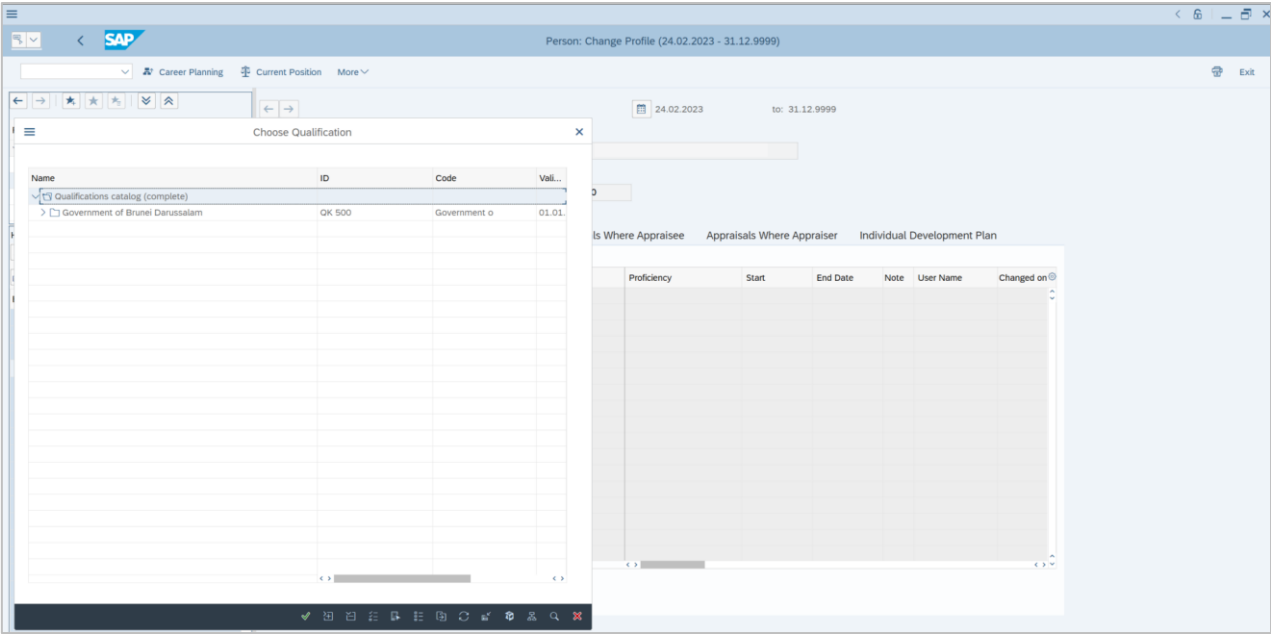 SAP
Person: Change Profile (24.02.2023 - 31.12.9999)
Career Planning
Current Position
More
Exit
24.02.2023
to: 31.12.9999
Choose Qualification
Name
ID
Code
Vali...
Qualifications catalog (complete)
Government of Brunei Darussalam
QK 500
Government o
01.01.
ls Where Appraisee
Appraisals Where Appraiser
Individual Development Plan
Proficiency
Start
End Date
Note
User Name
Changed on